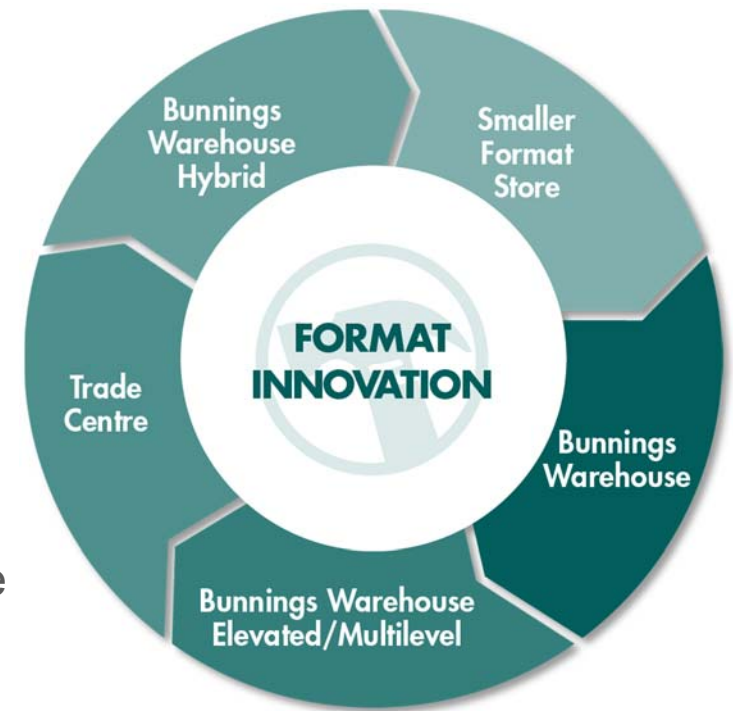 Bunnings
Warehouse
Hybrid
Smaller
Format
Store
FORMAT
INNOVATION
Trade
Centre
Bunnings
Warehouse
Bunnings Warehouse
Elevated/Multilevel
e